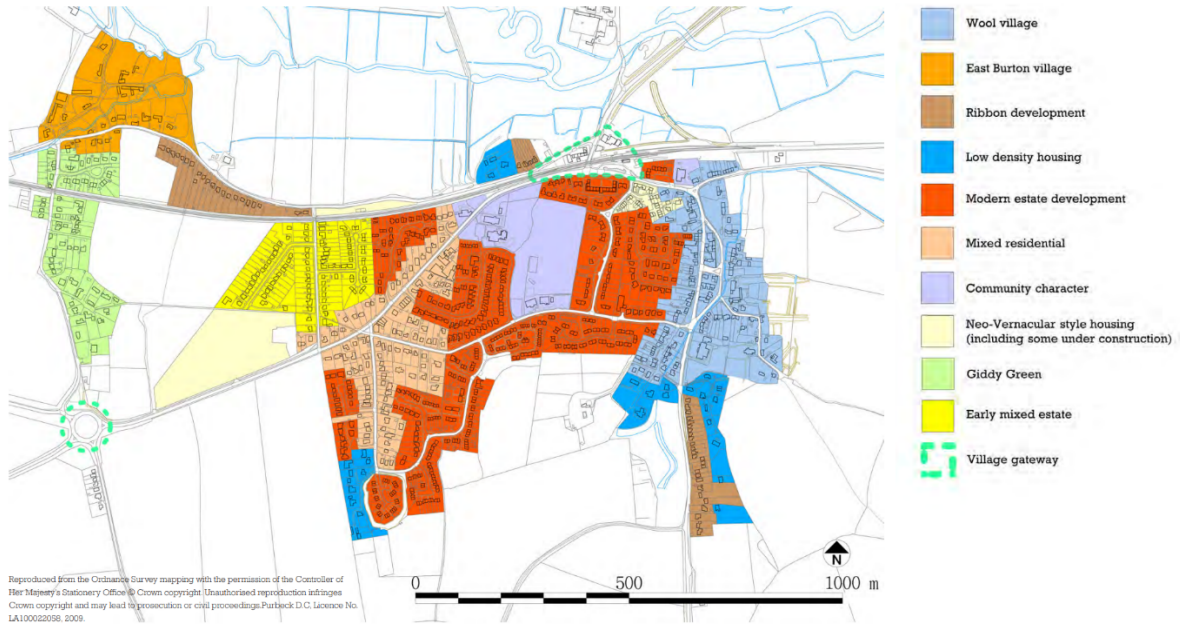 Wool village
East Burton village
Ribbon development
Low density housing
Modern estate development
Mixed residential
Community character
Neo-Vernacular style housing
(including some under construction)
Giddy Green
Early mixed estate
Village gateway
N
0 500 1000 m
Reproduced from the Ordnance Survey mapping with the permission of the Controller of
Her Majesty's Stationery Office © Crown copyright. Unauthorised reproduction infringes
Crown copyright and may lead to prosecution or civil proceedings.Purbeck D.C. Licence No.
LA100022058, 2009.